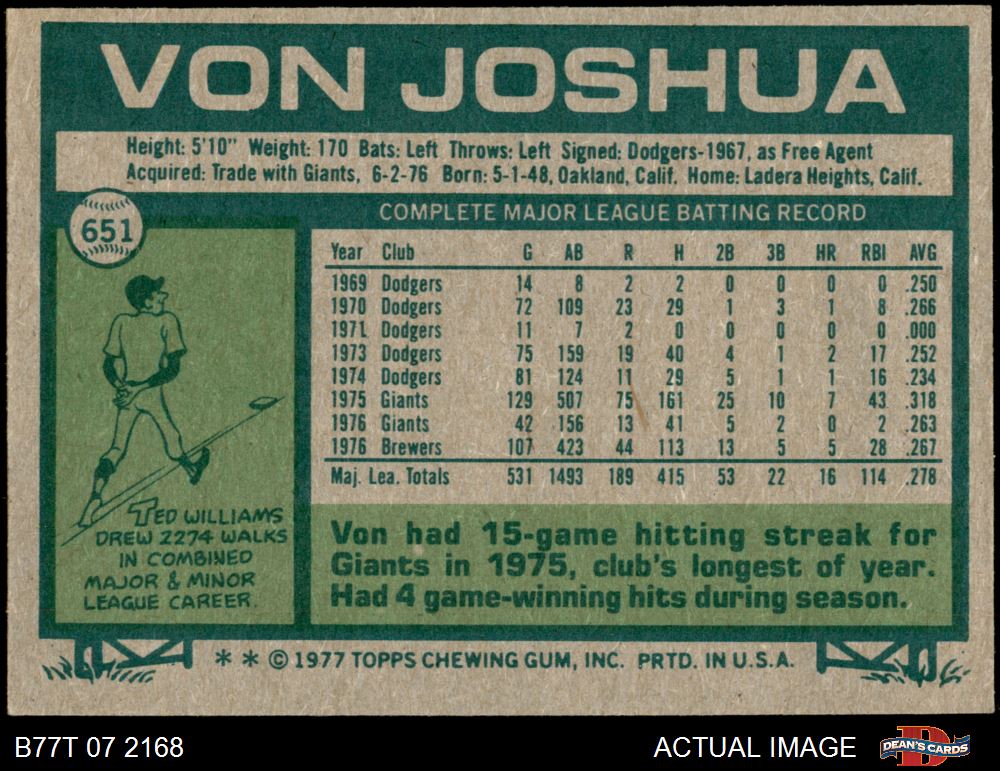 VON JOSHUA
Height: 5'10" Weight: 170 Bats: Left Throws: Left Signed: Dodgers-1967, as Free Agent
Acquired: Trade with Giants, 6-2-76 Born: 5-1-48, Oakland, Calif. Home: Ladera Heights, Calif.
651
COMPLETE MAJOR LEAGUE BATTING RECORD
Year Club G AB R H 2B 3B HR RBI AVG
1969 Dodgers 14 8 2 2 0 0 0 0 .250
1970 Dodgers 72 109 23 29 1 3 1 8 .266
1971 Dodgers 11 7 2 0 0 0 0 0 .000
1973 Dodgers 75 159 19 40 4 1 2 17 .252
1974 Dodgers 81 124 11 29 5 1 1 16 .234
1975 Giants 129 507 75 161 25 10 7 43 .318
1976 Giants 42 156 13 41 5 2 0 2 .263
1976 Brewers 107 423 44 113 13 5 5 28 .267
Maj. Lea. Totals 531 1493 189 415 53 22 16 114 .278
TED WILLIAMS
DREW 2274 WALKS
IN COMBINED
MAJOR & MINOR
LEAGUE CAREER.
Von had 15-game hitting streak for
Giants in 1975, club's longest of year.
Had 4 game-winning hits during season.
* * © 1977 TOPPS CHEWING GUM, INC. PRTD. IN U.S.A.
B77T 07 2168
ACTUAL IMAGE
DEAN'S CARDS